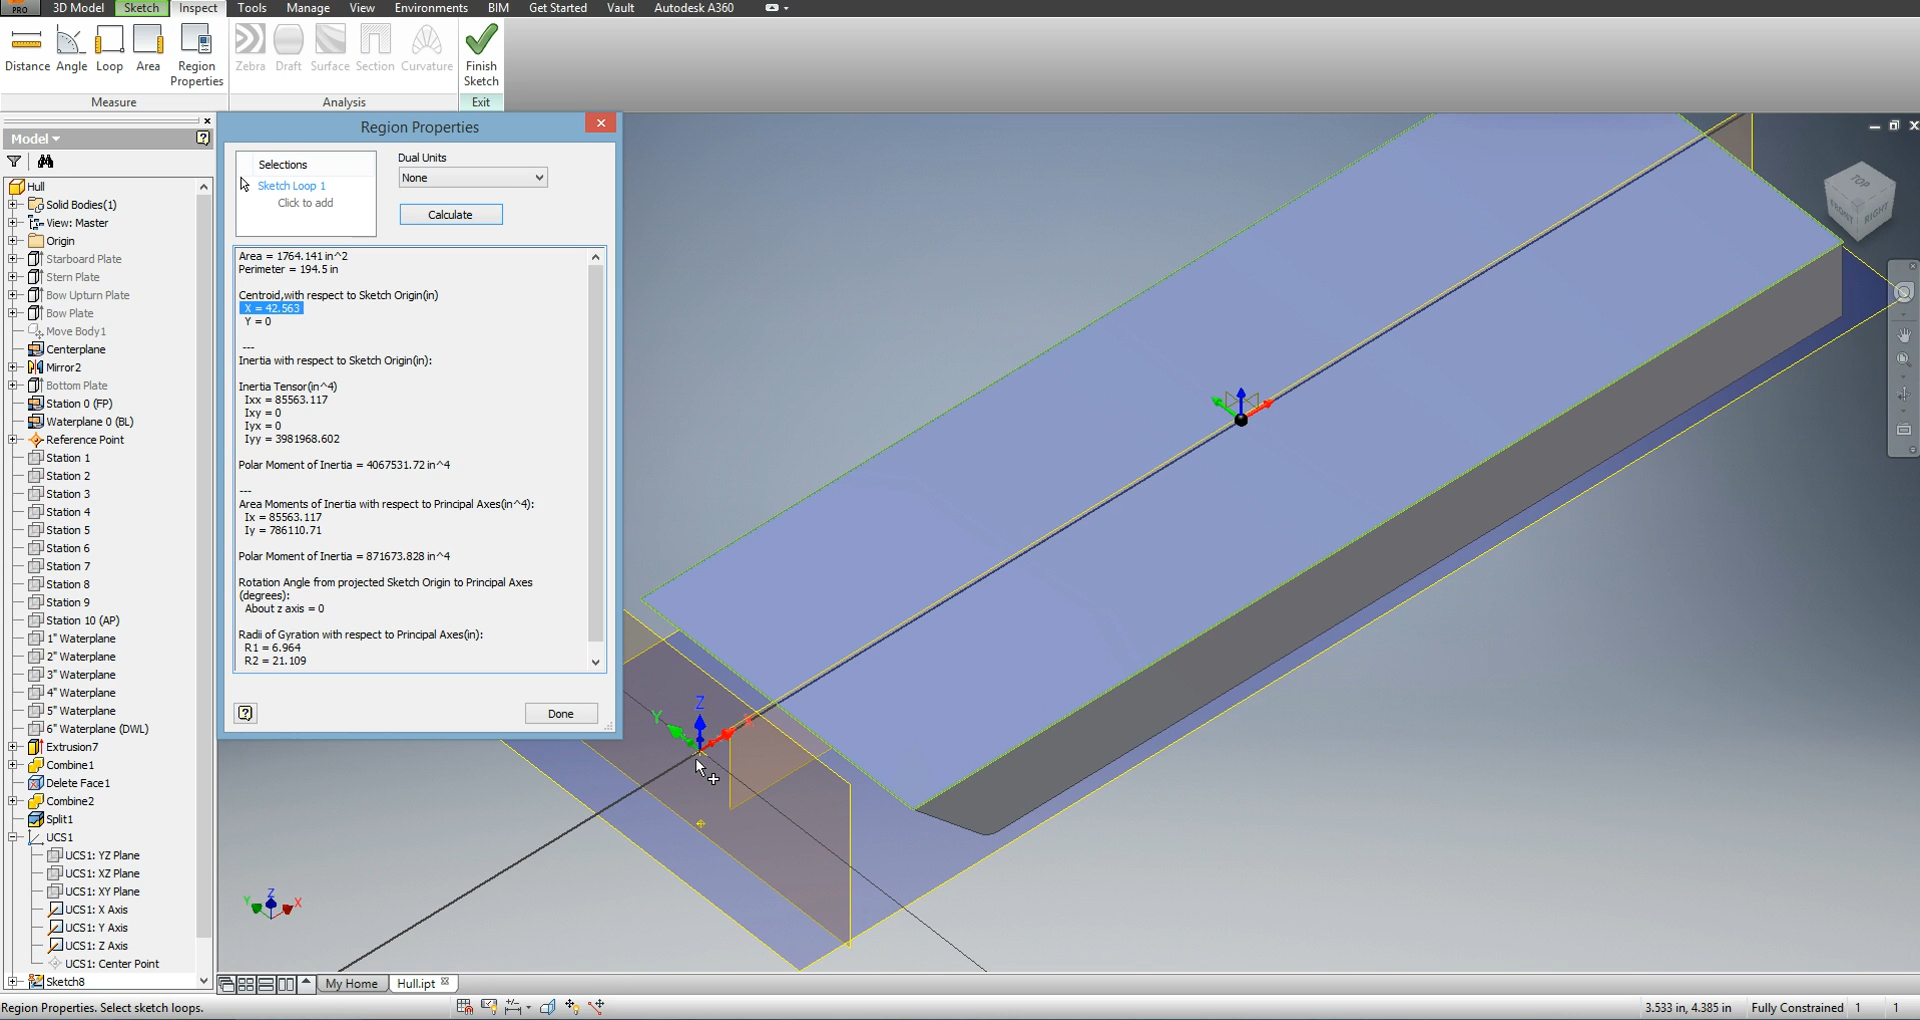 PRO
3D Model Sketch Inspect Tools Manage View Environments BIM Get Started Vault Autodesk A360
Distance Angle Loop Area Region Properties Zebra Draft Surface Section Curvature Finish Sketch
Measure Analysis Exit
Model
Hull
Solid Bodies(1)
View: Master
Origin
Starboard Plate
Stern Plate
Bow Upturn Plate
Bow Plate
Move Body1
Centerplane
Mirror2
Bottom Plate
Station 0 (FP)
Waterplane 0 (BL)
Reference Point
Station 1
Station 2
Station 3
Station 4
Station 5
Station 6
Station 7
Station 8
Station 9
Station 10 (AP)
1" Waterplane
2" Waterplane
3" Waterplane
4" Waterplane
5" Waterplane
6" Waterplane (DWL)
Extrusion7
Combine1
Delete Face1
Combine2
Split1
UCS1
UCS1: YZ Plane
UCS1: XZ Plane
UCS1: XY Plane
UCS1: X Axis
UCS1: Y Axis
UCS1: Z Axis
UCS1: Center Point
Sketch8
Region Properties
Selections
Sketch Loop 1
Click to add
Dual Units
None
Calculate
Area = 1764.141 in^2
Perimeter = 194.5 in
Centroid,with respect to Sketch Origin(in)
X = 42.563
Y = 0
---
Inertia with respect to Sketch Origin(in):
Inertia Tensor(in^4)
Ixx = 85563.117
Ixy = 0
Iyx = 0
Iyy = 3981968.602
Polar Moment of Inertia = 4067531.72 in^4
---
Area Moments of Inertia with respect to Principal Axes(in^4):
Ix = 85563.117
Iy = 786110.71
Polar Moment of Inertia = 871673.828 in^4
Rotation Angle from projected Sketch Origin to Principal Axes
(degrees):
About z axis = 0
Radii of Gyration with respect to Principal Axes(in):
R1 = 6.964
R2 = 21.109
Done
TOP
FRONT
RIGHT
Z
Y
X
Z
Y
X
My Home Hull.ipt
Region Properties. Select sketch loops.
3.533 in, 4.385 in Fully Constrained 1 1